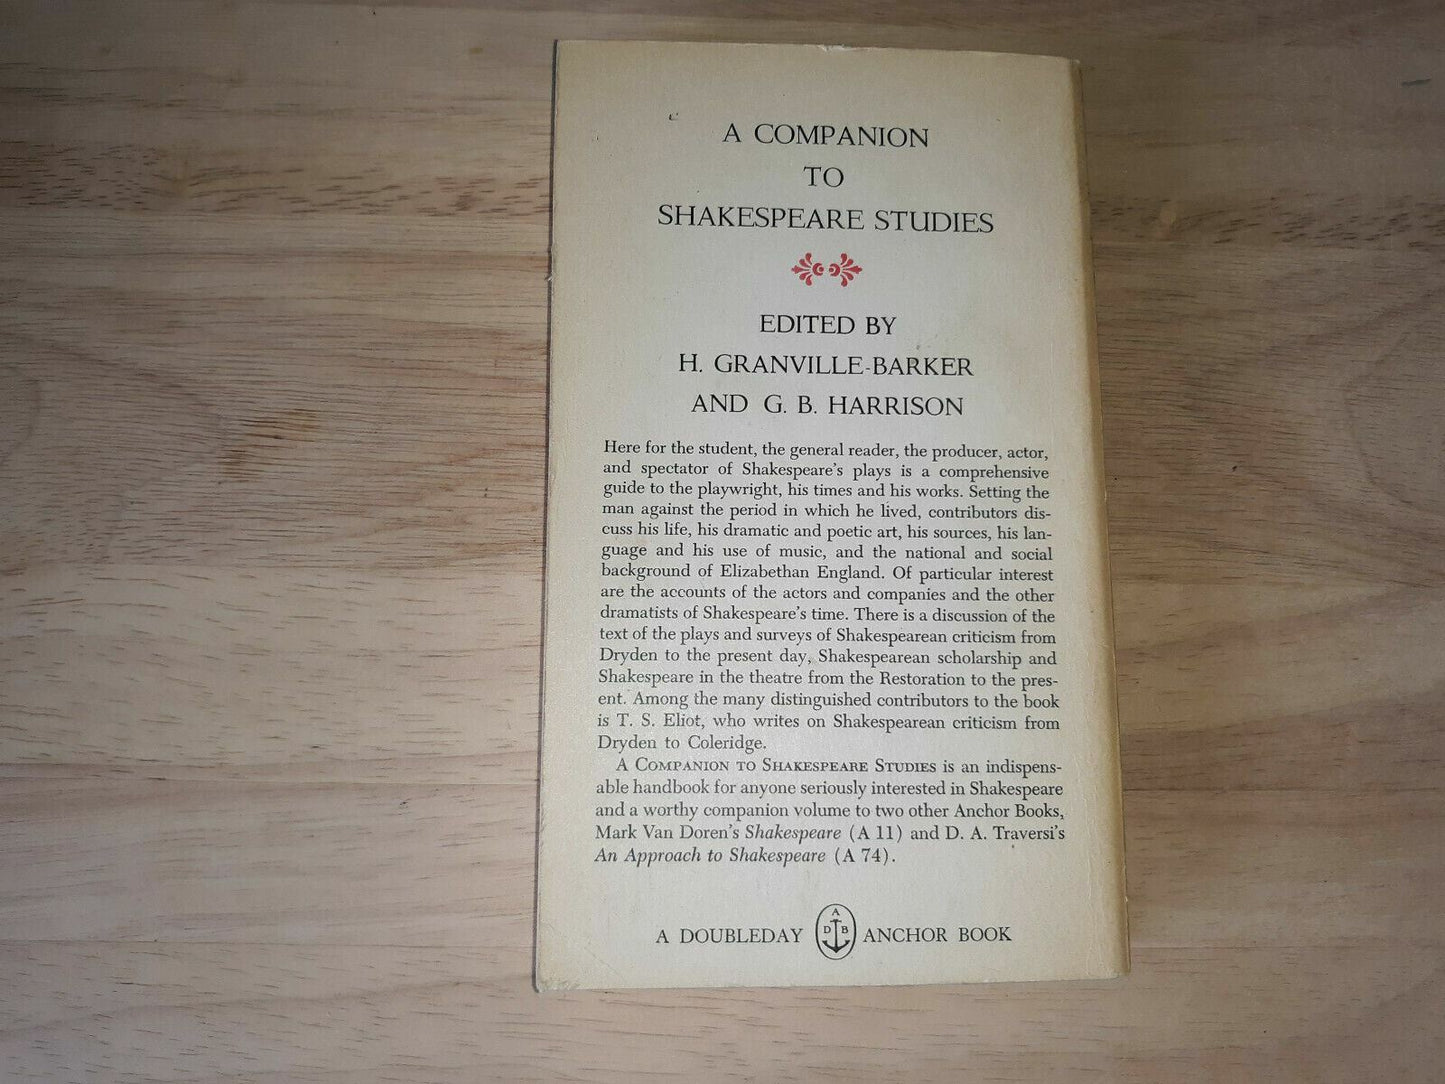 A COMPANION
TO
SHAKESPEARE STUDIES
EDITED BY
H. GRANVILLE-BARKER
AND G. B. HARRISON
Here for the student, the general reader, the producer, actor,
and spectator of Shakespeare's plays is a comprehensive
guide to the playwright, his times and his works. Setting the
man against the period in which he lived, contributors dis-
cuss his life, his dramatic and poetic art, his sources, his lan-
guage and his use of music, and the national and social
background of Elizabethan England. Of particular interest
are the accounts of the actors and companies and the other
dramatists of Shakespeare's time. There is a discussion of the
text of the plays and surveys of Shakespearean criticism from
Dryden to the present day, Shakespearean scholarship and
Shakespeare in the theatre from the Restoration to the pres-
ent. Among the many distinguished contributors to the book
is T. S. Eliot, who writes on Shakespearean criticism from
Dryden to Coleridge.
A COMPANION TO SHAKESPEARE STUDIES is an indispens-
able handbook for anyone seriously interested in Shakespeare
and a worthy companion volume to two other Anchor Books,
Mark Van Doren's Shakespeare (A 11) and D. A. Traversi's
An Approach to Shakespeare (A 74).
A
D B
A DOUBLEDAY ANCHOR BOOK